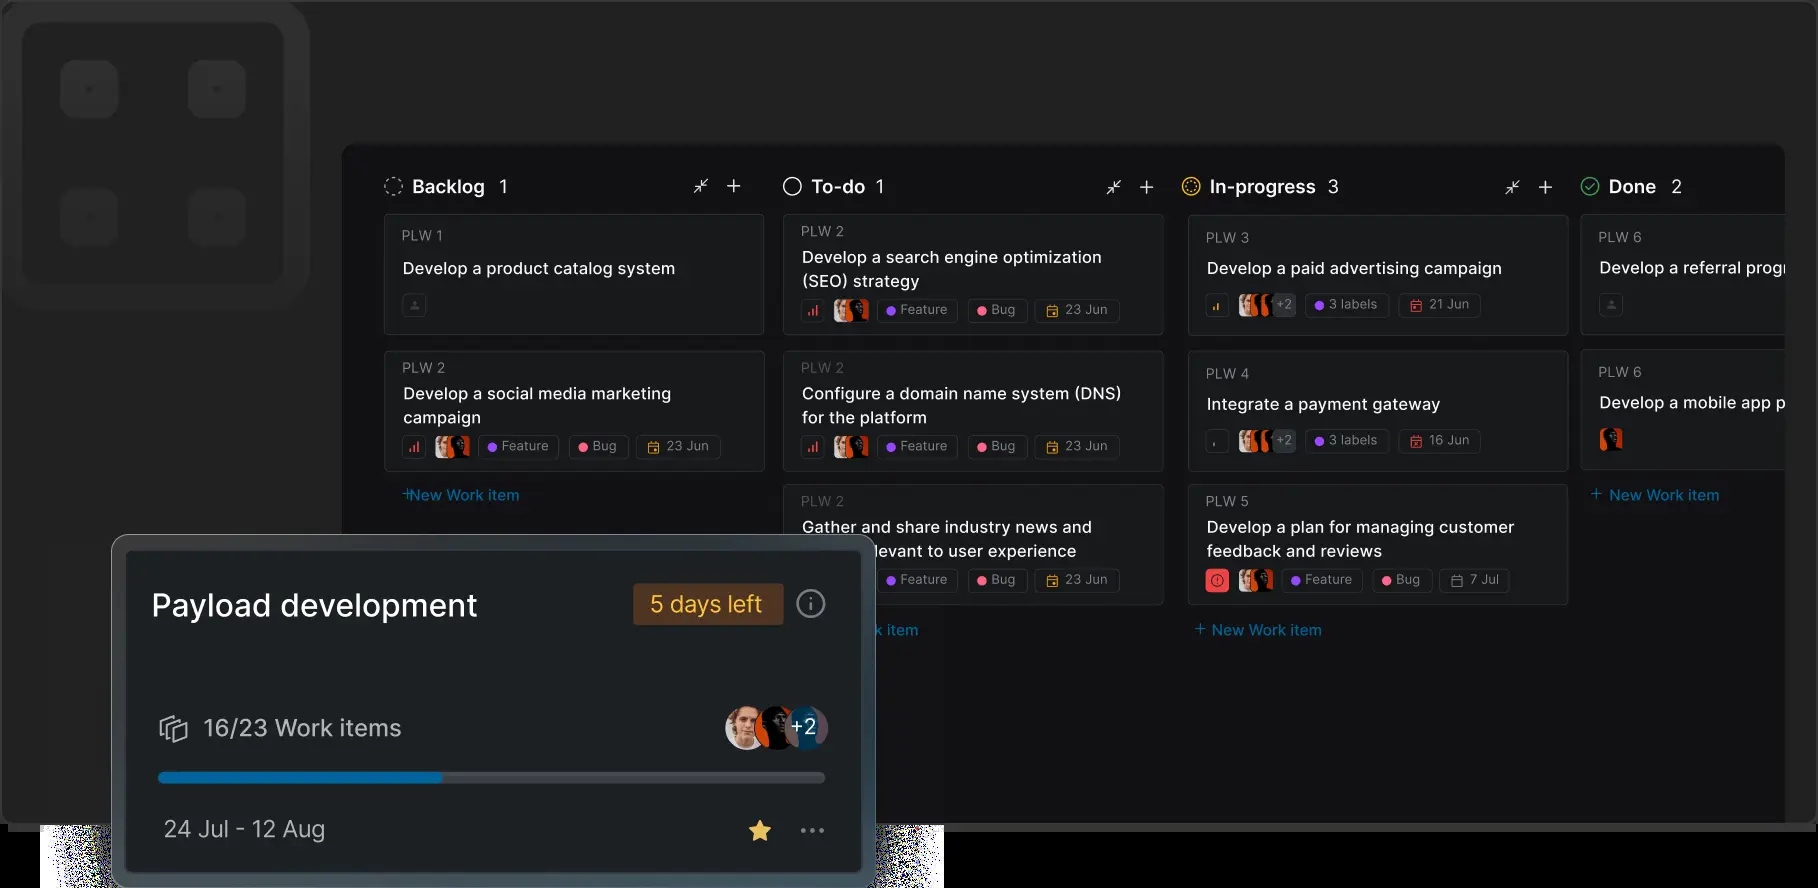 Backlog 1
PLW 1
Develop a product catalog system
PLW 2
Develop a social media marketing
campaign
Feature Bug 23 Jun
+New Work item
To-do 1
PLW 2
Develop a search engine optimization
(SEO) strategy
Feature Bug 23 Jun
PLW 2
Configure a domain name system (DNS)
for the platform
Feature Bug 23 Jun
PLW 2
Gather and share industry news and
levant to user experience
Feature Bug 23 Jun
k item
In-progress 3
PLW 3
Develop a paid advertising campaign
+2 3 labels 21 Jun
PLW 4
Integrate a payment gateway
+2 3 labels 16 Jun
PLW 5
Develop a plan for managing customer
feedback and reviews
Feature Bug 7 Jul
+ New Work item
Done 2
PLW 6
Develop a referral progr
PLW 6
Develop a mobile app p
+ New Work item
Payload development
5 days left
16/23 Work items
+2
24 Jul - 12 Aug